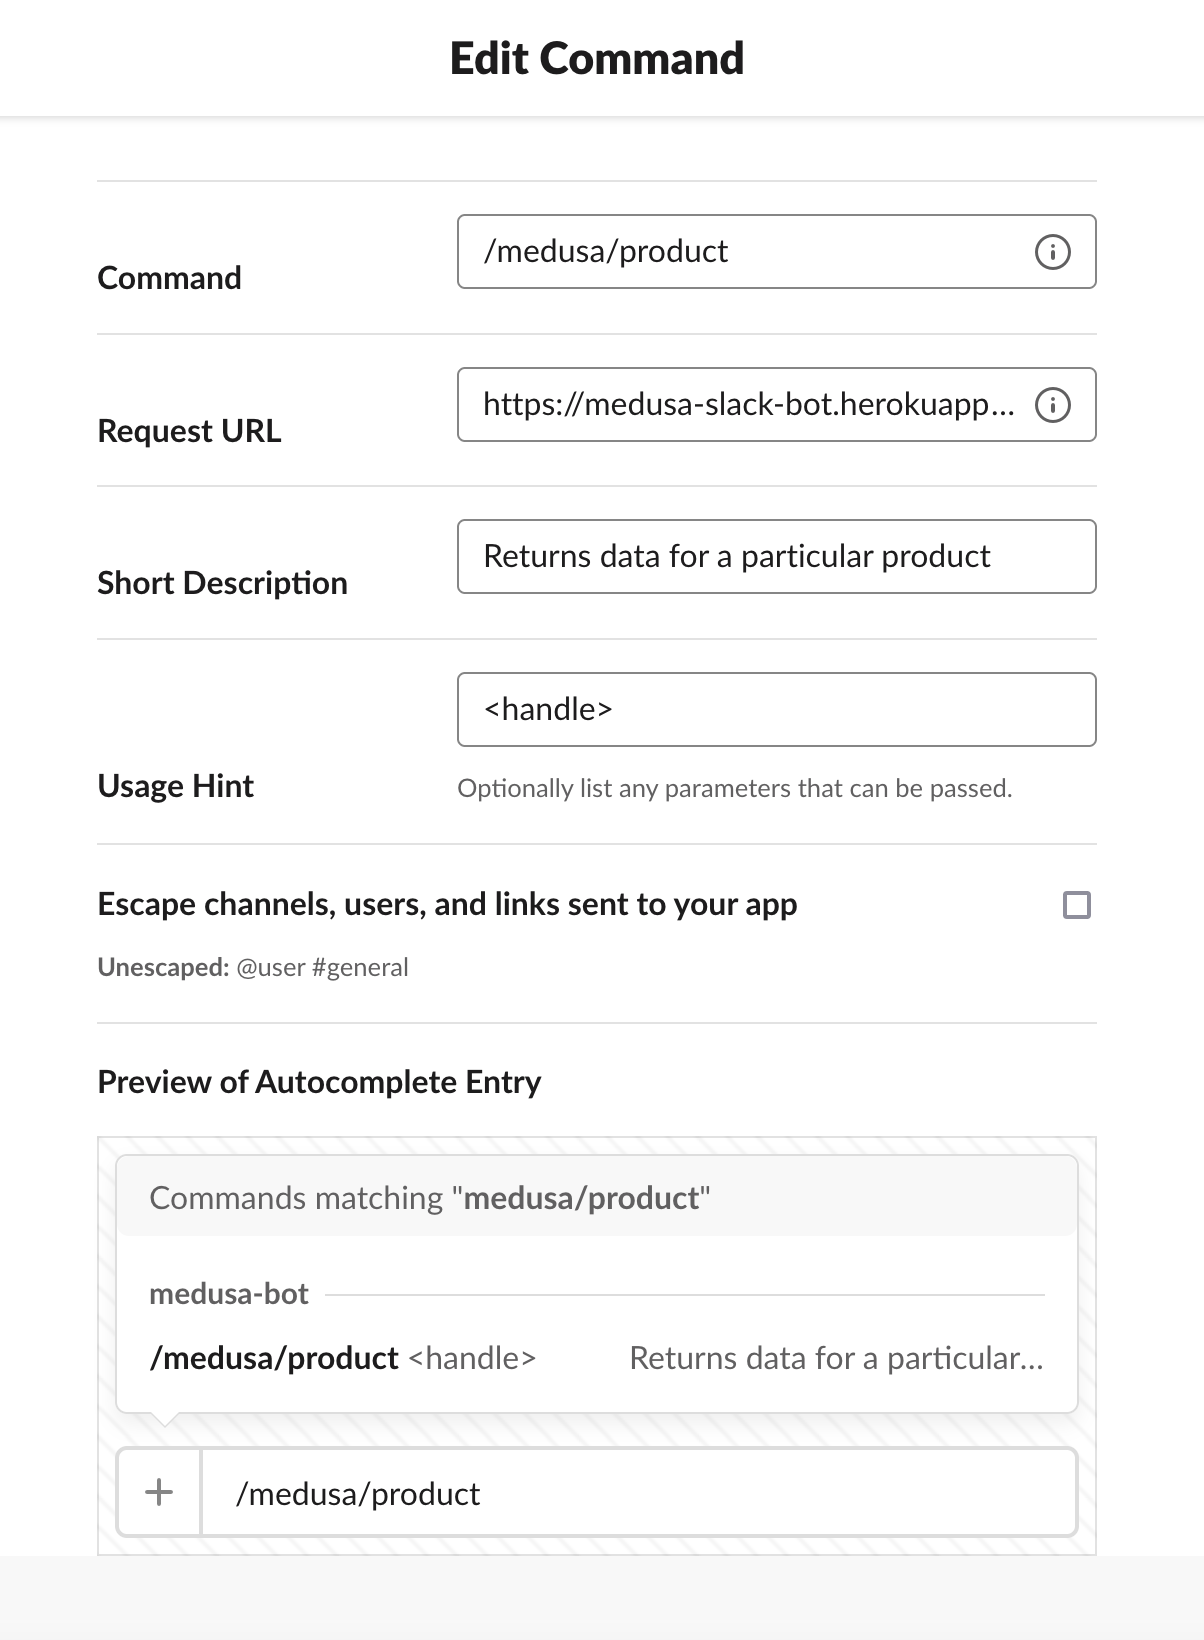 Edit Command
Command
/medusa/product
Request URL
https://medusa-slack-bot.herokuapp...
Short Description
Returns data for a particular product
<handle>
Usage Hint
Optionally list any parameters that can be passed.
Escape channels, users, and links sent to your app
Unescaped: @user #general
Preview of Autocomplete Entry
Commands matching "medusa/product"
medusa-bot
/medusa/product <handle> Returns data for a particular...
/medusa/product